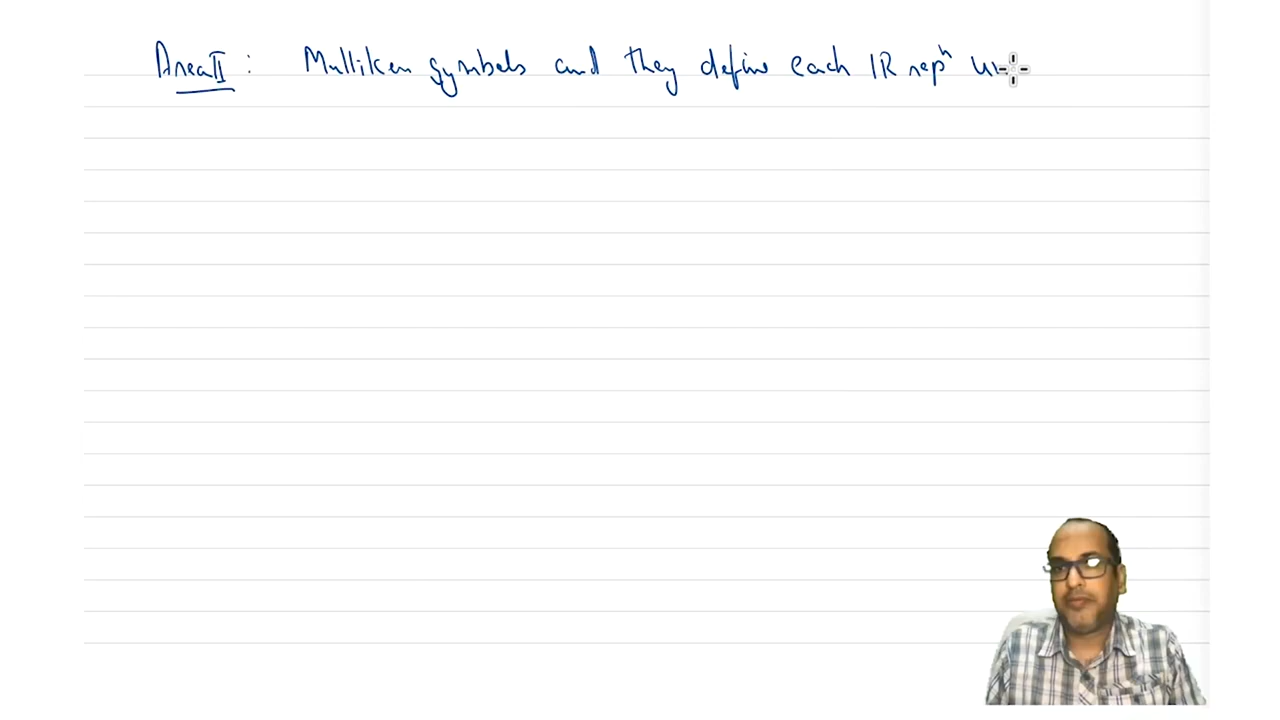 Area II : Mulliken symbols and they define each IR repⁿ